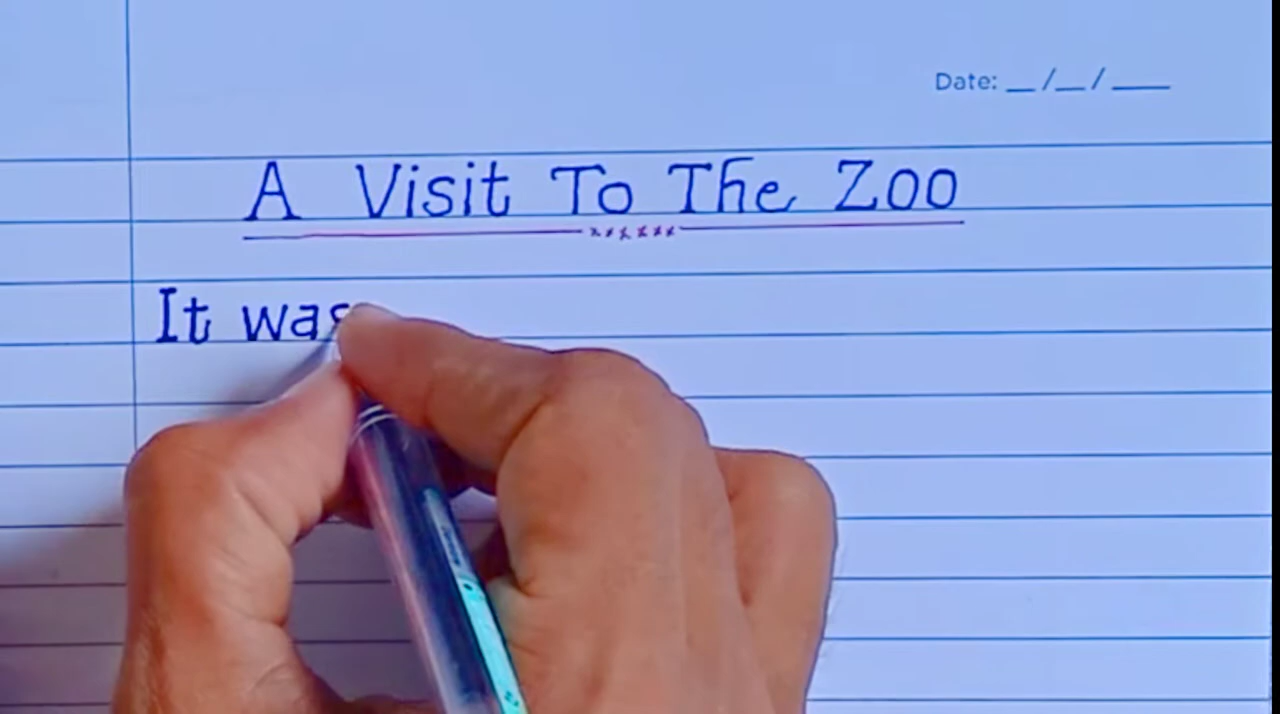 Date: __/__/____
A Visit To The Zoo
It was